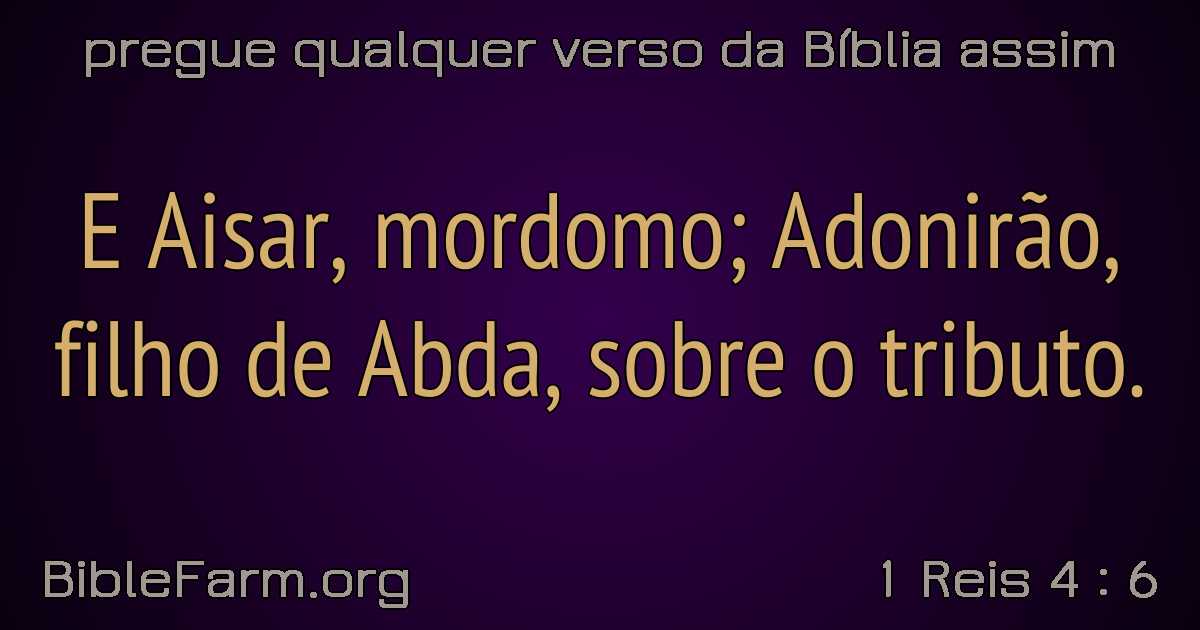 pregue qualquer verso da Bíblia assim
E Aisar, mordomo; Adonirão,
filho de Abda, sobre o tributo.
BibleFarm.org
1 Reis 4 : 6